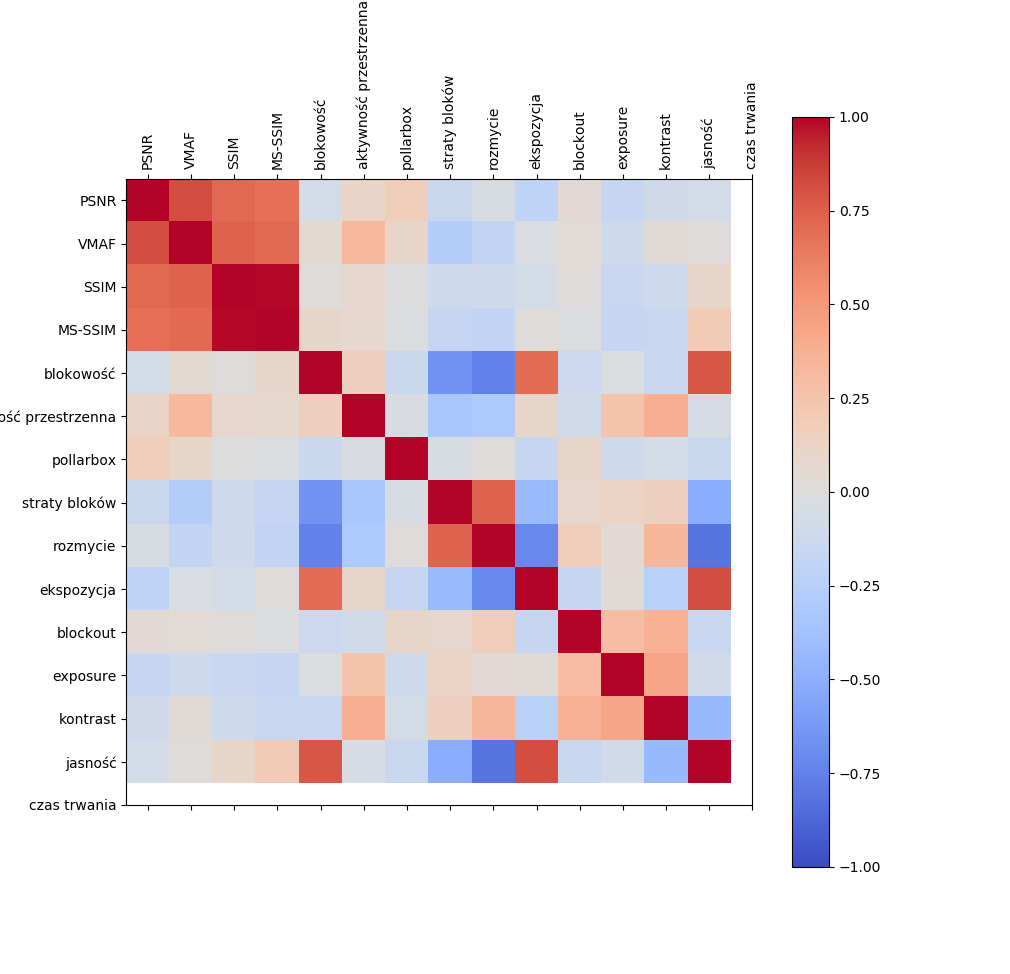 PSNR
VMAF
SSIM
MS-SSIM
blokowość
aktywność przestrzenna
pollarbox
straty bloków
rozmycie
ekspozycja
blockout
exposure
kontrast
jasność
czas trwania
PSNR
VMAF
SSIM
MS-SSIM
blokowość
ość przestrzenna
pollarbox
straty bloków
rozmycie
ekspozycja
blockout
exposure
kontrast
jasność
czas trwania
1.00
0.75
0.50
0.25
0.00
−0.25
−0.50
−0.75
−1.00